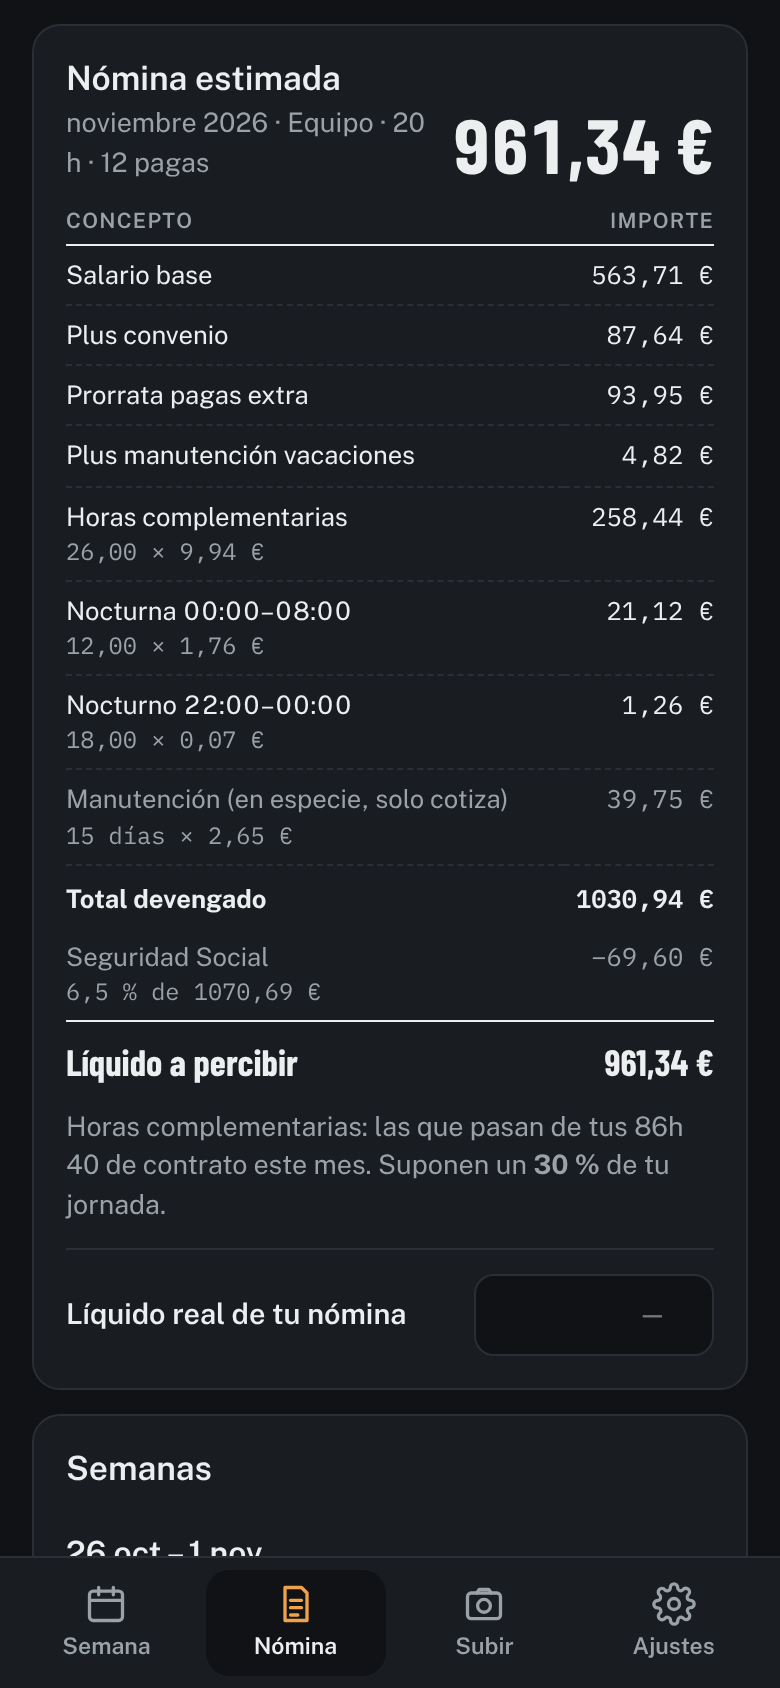 Nómina estimada
noviembre 2026 · Equipo · 20
h · 12 pagas
961,34 €
CONCEPTO IMPORTE
Salario base 563,71 €
Plus convenio 87,64 €
Prorrata pagas extra 93,95 €
Plus manutención vacaciones 4,82 €
Horas complementarias 258,44 €
26,00 × 9,94 €
Nocturna 00:00–08:00 21,12 €
12,00 × 1,76 €
Nocturno 22:00–00:00 1,26 €
18,00 × 0,07 €
Manutención (en especie, solo cotiza) 39,75 €
15 días × 2,65 €
Total devengado 1030,94 €
Seguridad Social −69,60 €
6,5 % de 1070,69 €
Líquido a percibir 961,34 €
Horas complementarias: las que pasan de tus 86h
40 de contrato este mes. Suponen un 30 % de tu
jornada.
Líquido real de tu nómina —
Semanas
26 oct – 1 nov
Semana Nómina Subir Ajustes